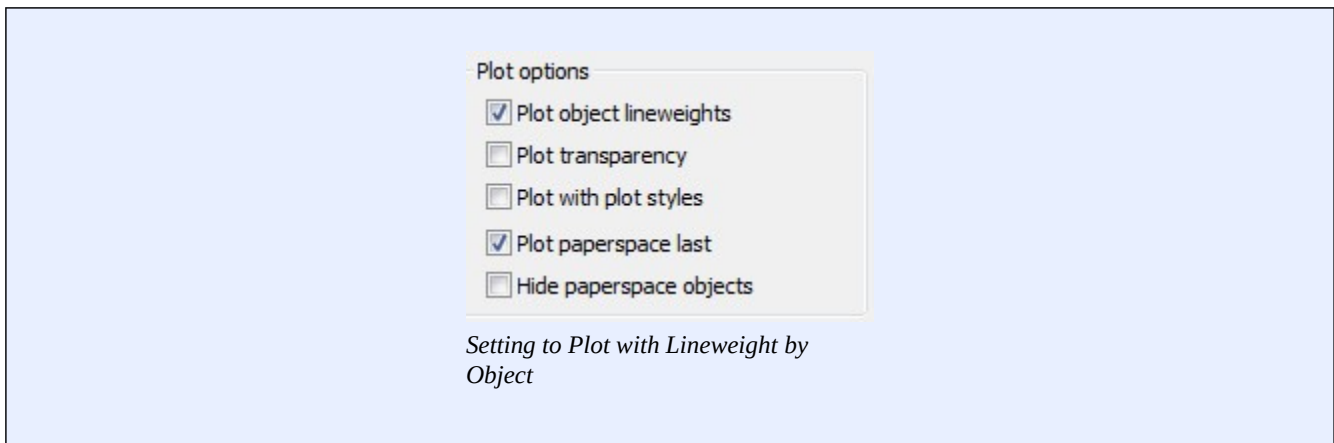 Plot options
Plot object lineweights
Plot transparency
Plot with plot styles
Plot paperspace last
Hide paperspace objects
Setting to Plot with Lineweight by
Object